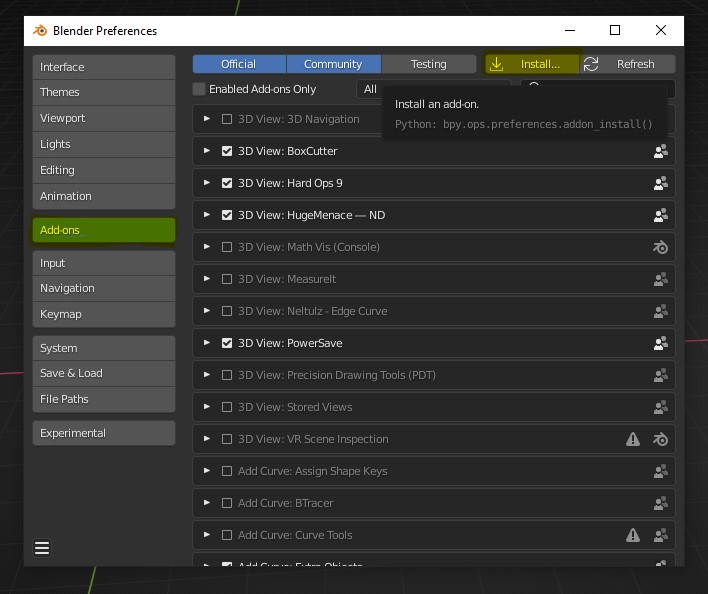 Blender Preferences
Interface
Themes
Viewport
Lights
Editing
Animation
Add-ons
Input
Navigation
Keymap
System
Save & Load
File Paths
Experimental
Official Community Testing Install... Refresh
Enabled Add-ons Only All
Install an add-on.
Python: bpy.ops.preferences.addon_install()
3D View: 3D Navigation
3D View: BoxCutter
3D View: Hard Ops 9
3D View: HugeMenace — ND
3D View: Math Vis (Console)
3D View: MeasureIt
3D View: Neltulz - Edge Curve
3D View: PowerSave
3D View: Precision Drawing Tools (PDT)
3D View: Stored Views
3D View: VR Scene Inspection
Add Curve: Assign Shape Keys
Add Curve: BTracer
Add Curve: Curve Tools
Add Curve: Extra Objects